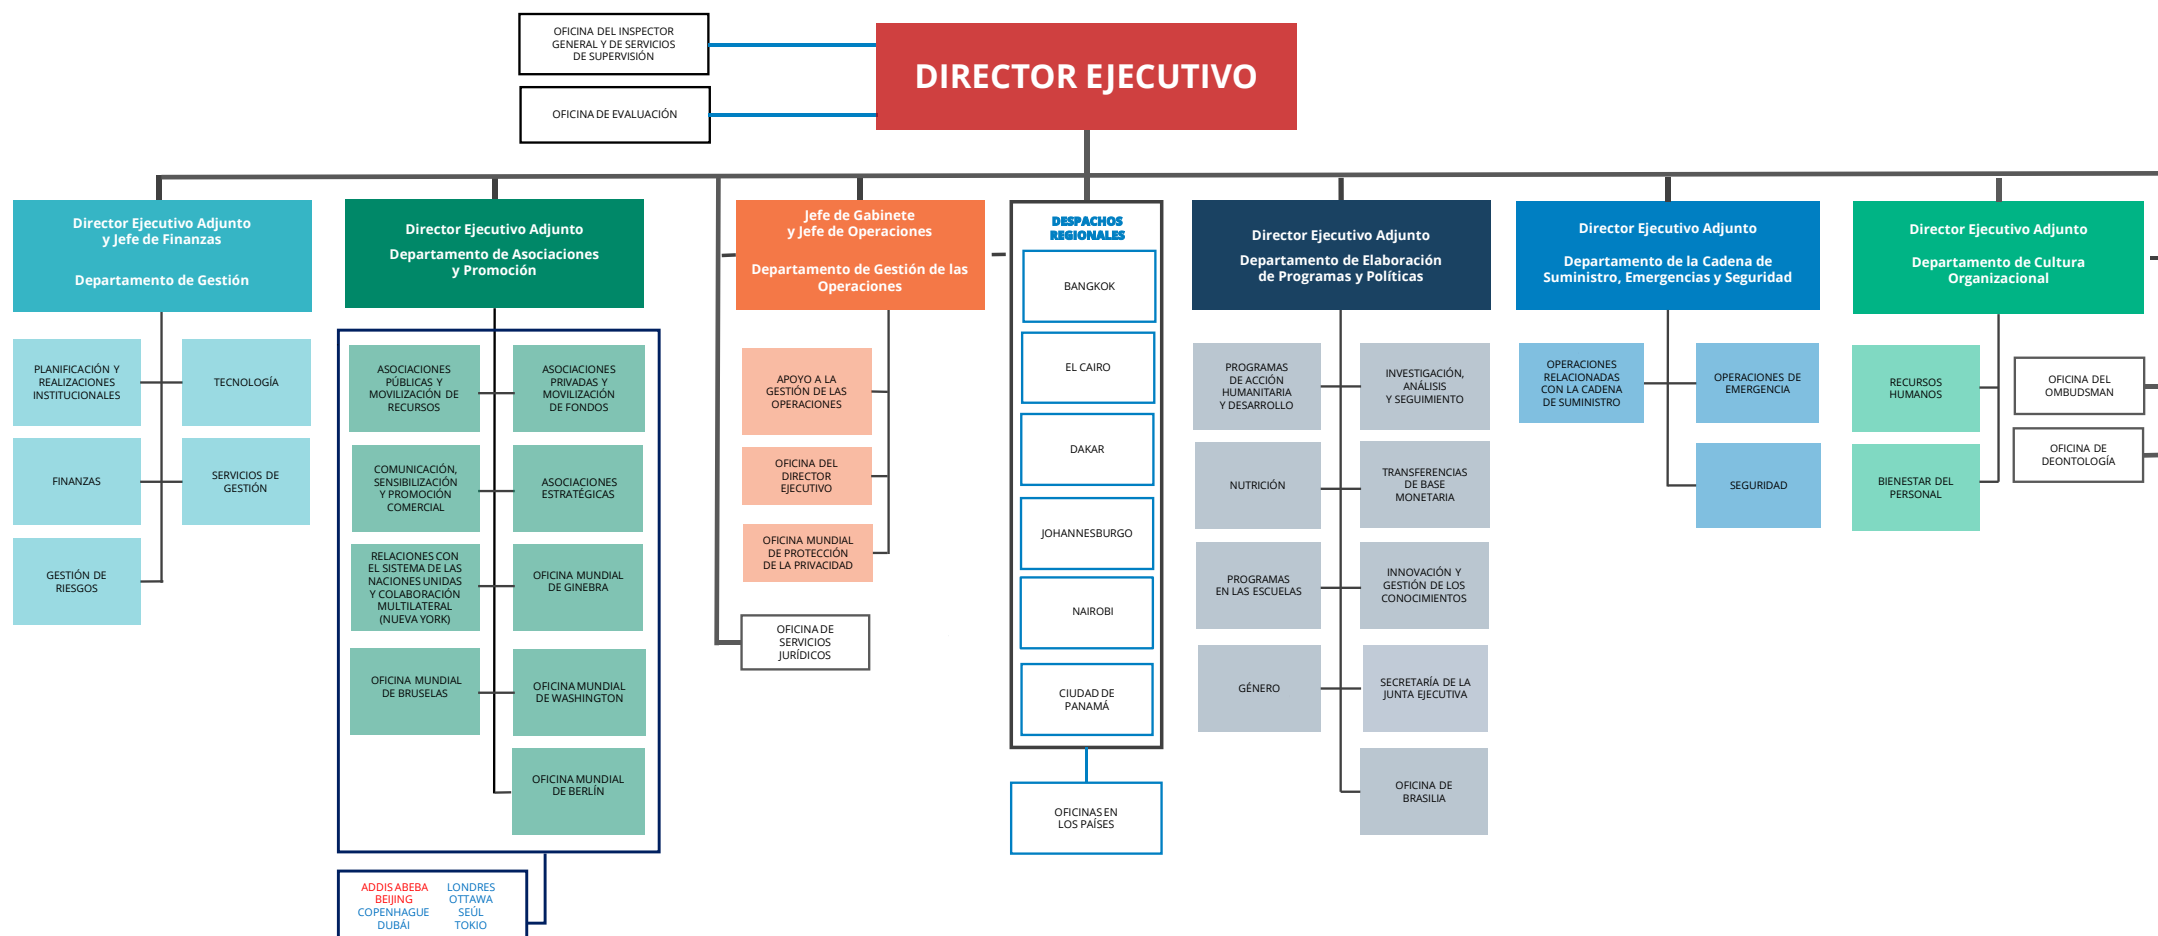 OFICINA DEL INSPECTOR
GENERAL Y DE SERVICIOS
DE SUPERVISIÓN
OFICINA DE EVALUACIÓN
DIRECTOR EJECUTIVO
Director Ejecutivo Adjunto
y Jefe de Finanzas
Departamento de Gestión
PLANIFICACIÓN Y
REALIZACIONES
INSTITUCIONALES
TECNOLOGÍA
FINANZAS
SERVICIOS DE
GESTIÓN
GESTIÓN DE
RIESGOS
Director Ejecutivo Adjunto
Departamento de Asociaciones
y Promoción
ASOCIACIONES
PÚBLICAS Y
MOVILIZACIÓN DE
RECURSOS
ASOCIACIONES
PRIVADAS Y
MOVILIZACIÓN
DE FONDOS
COMUNICACIÓN,
SENSIBILIZACIÓN
Y PROMOCIÓN
COMERCIAL
ASOCIACIONES
ESTRATÉGICAS
RELACIONES CON
EL SISTEMA DE LAS
NACIONES UNIDAS
Y COLABORACIÓN
MULTILATERAL
(NUEVA YORK)
OFICINA MUNDIAL
DE GINEBRA
OFICINA MUNDIAL
DE BRUSELAS
OFICINA MUNDIAL
DE WASHINGTON
OFICINA MUNDIAL
DE BERLÍN
ADDIS ABEBA
BEIJING
COPENHAGUE
DUBÁI
LONDRES
OTTAWA
SEÚL
TOKIO
Jefe de Gabinete
y Jefe de Operaciones
Departamento de Gestión de las
Operaciones
APOYO A LA
GESTIÓN DE LAS
OPERACIONES
OFICINA DEL
DIRECTOR
EJECUTIVO
OFICINA MUNDIAL
DE PROTECCIÓN
DE LA PRIVACIDAD
OFICINA DE
SERVICIOS
JURÍDICOS
DESPACHOS
REGIONALES
BANGKOK
EL CAIRO
DAKAR
JOHANNESBURGO
NAIROBI
CIUDAD DE
PANAMÁ
OFICINAS EN
LOS PAÍSES
Director Ejecutivo Adjunto
Departamento de Elaboración
de Programas y Políticas
PROGRAMAS
DE ACCIÓN
HUMANITARIA
Y DESARROLLO
INVESTIGACIÓN,
ANÁLISIS
Y SEGUIMIENTO
NUTRICIÓN
TRANSFERENCIAS
DE BASE
MONETARIA
PROGRAMAS
EN LAS ESCUELAS
INNOVACIÓN Y
GESTIÓN DE LOS
CONOCIMIENTOS
GÉNERO
SECRETARÍA DE LA
JUNTA EJECUTIVA
OFICINA DE
BRASILIA
Director Ejecutivo Adjunto
Departamento de la Cadena de
Suministro, Emergencias y Seguridad
OPERACIONES
RELACIONADAS
CON LA CADENA
DE SUMINISTRO
OPERACIONES DE
EMERGENCIA
SEGURIDAD
Director Ejecutivo Adjunto
Departamento de Cultura
Organizacional
RECURSOS
HUMANOS
BIENESTAR DEL
PERSONAL
OFICINA DEL
OMBUDSMAN
OFICINA DE
DEONTOLOGÍA